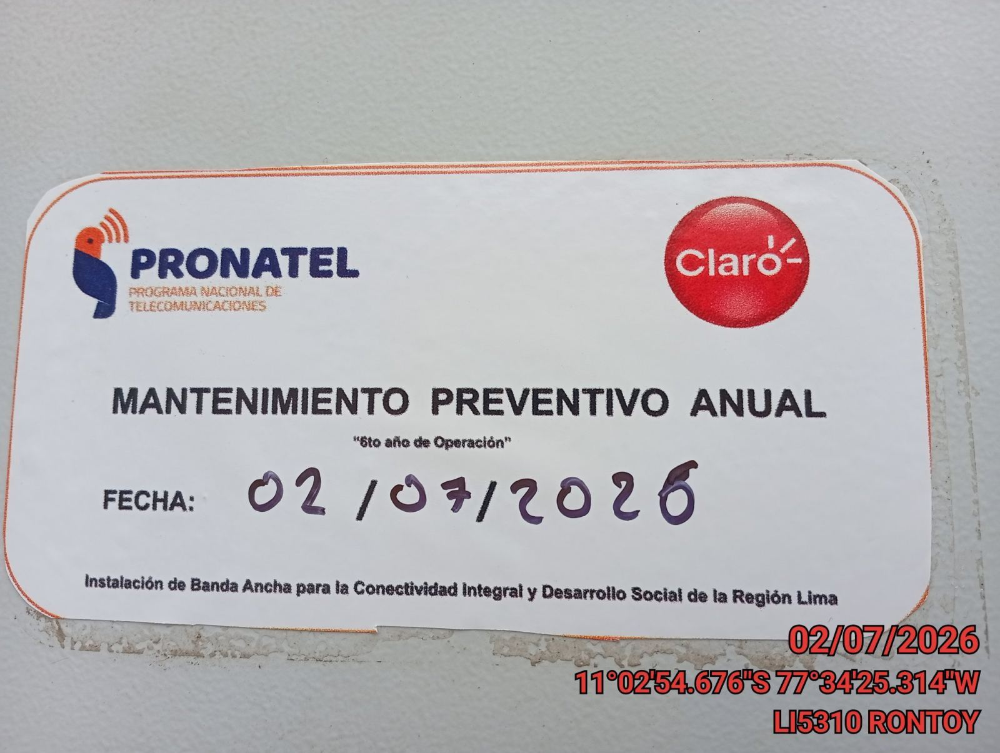 PRONATEL
PROGRAMA NACIONAL DE
TELECOMUNICACIONES
Claro
MANTENIMIENTO PREVENTIVO ANUAL
"6to año de Operación"
FECHA: 02/07/2026
Instalación de Banda Ancha para la Conectividad Integral y Desarrollo Social de la Región Lima
02/07/2026
11°02'54.676"S 77°34'25.314"W
LI5310 RONTOY